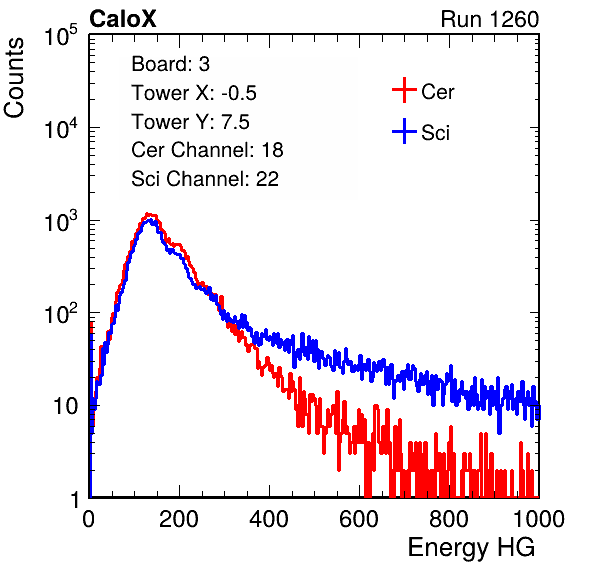 CaloX Run 1260
Counts
Board: 3
Tower X: -0.5
Tower Y: 7.5
Cer Channel: 18
Sci Channel: 22
Cer
Sci
10^5
10^4
10^3
10^2
10
1
0 200 400 600 800 1000
Energy HG